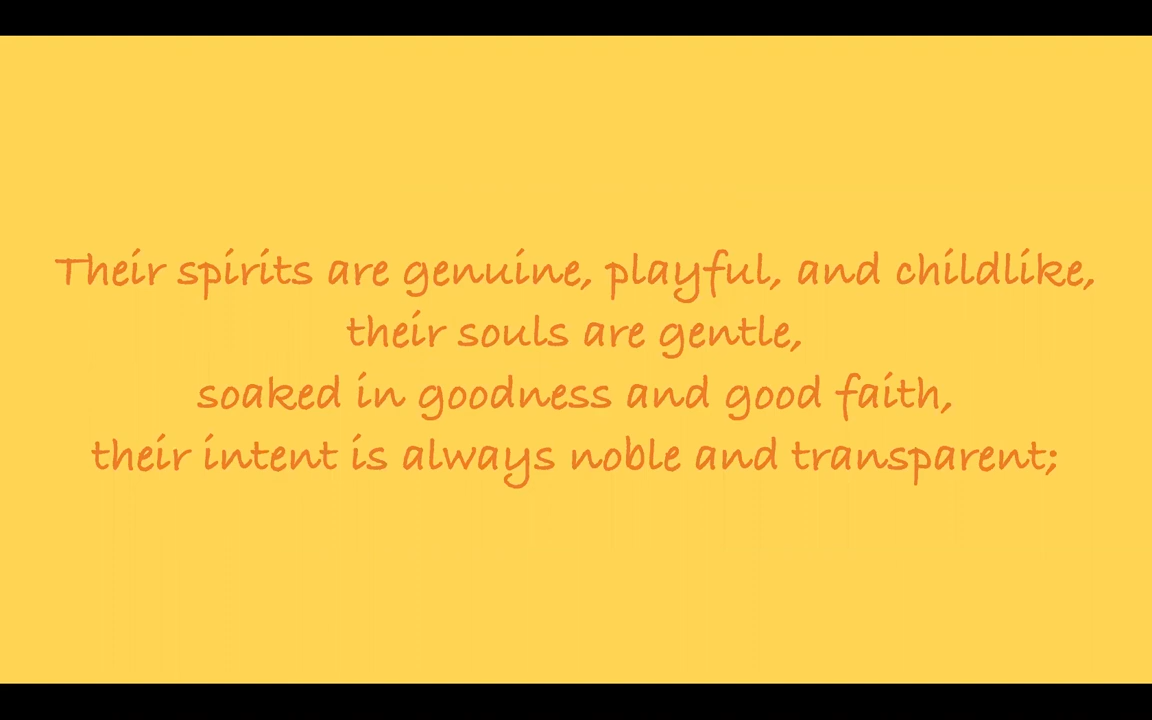 Their spirits are genuine, playful, and childlike,
their souls are gentle,
soaked in goodness and good faith,
their intent is always noble and transparent;